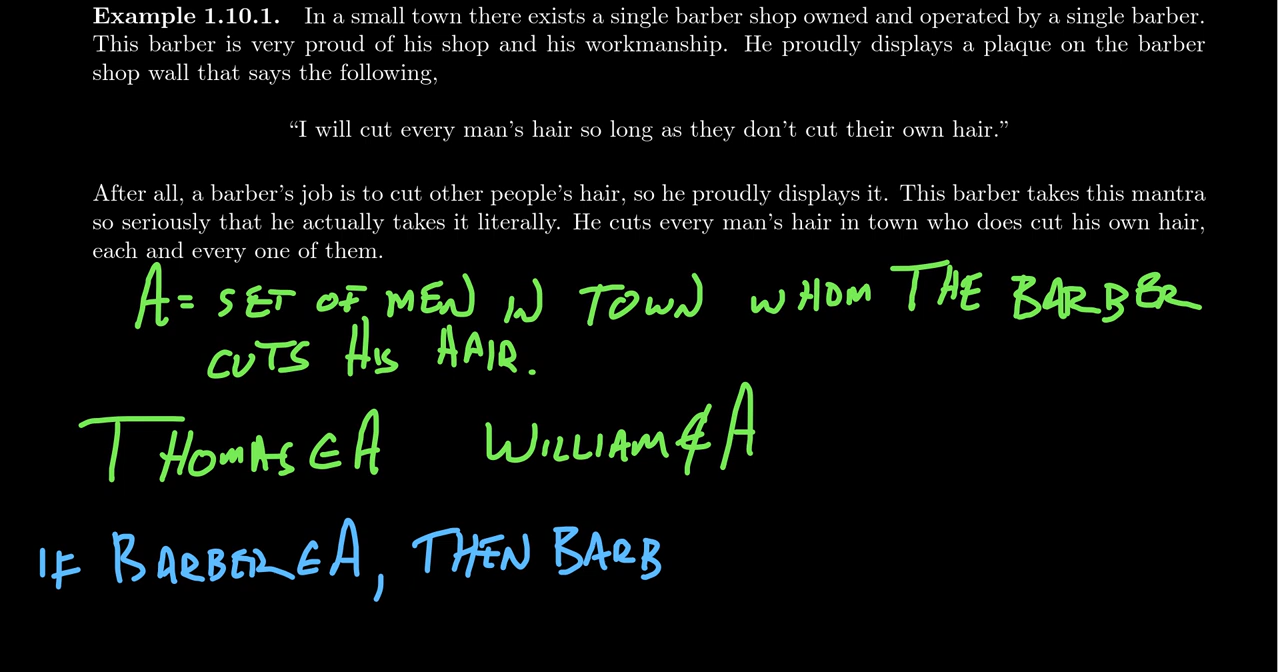 Example 1.10.1. In a small town there exists a single barber shop owned and operated by a single barber.
This barber is very proud of his shop and his workmanship. He proudly displays a plaque on the barber
shop wall that says the following,
“I will cut every man’s hair so long as they don’t cut their own hair.”
After all, a barber’s job is to cut other people’s hair, so he proudly displays it. This barber takes this mantra
so seriously that he actually takes it literally. He cuts every man’s hair in town who does cut his own hair,
each and every one of them.
A = SET OF MEN IN TOWN WHOM THE BARBER
CUTS HIS HAIR.
THOMAS ∈ A WILLIAM ∉ A
IF BARBER ∈ A, THEN BARB